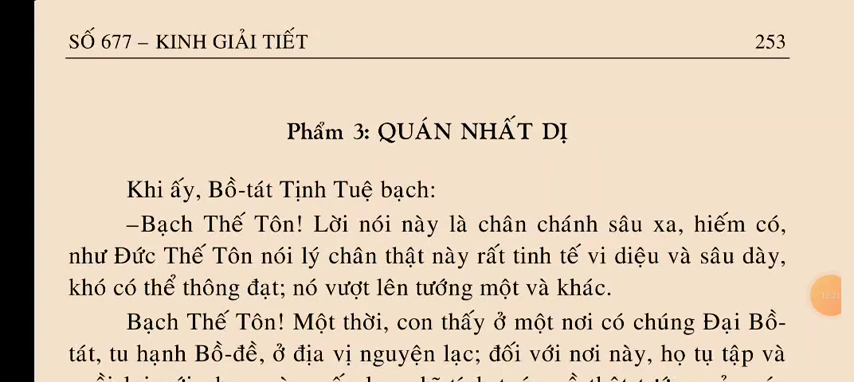 SỐ 677 – KINH GIẢI TIẾT 253
Phẩm 3: QUÁN NHẤT DỊ
Khi ấy, Bồ-tát Tịnh Tuệ bạch:
–Bạch Thế Tôn! Lời nói này là chân chánh sâu xa, hiếm có,
như Đức Thế Tôn nói lý chân thật này rất tinh tế vi diệu và sâu dày,
khó có thể thông đạt; nó vượt lên tướng một và khác.
Bạch Thế Tôn! Một thời, con thấy ở một nơi có chúng Đại Bồ-
tát, tu hạnh Bồ-đề, ở địa vị nguyện lạc; đối với nơi này, họ tụ tập và